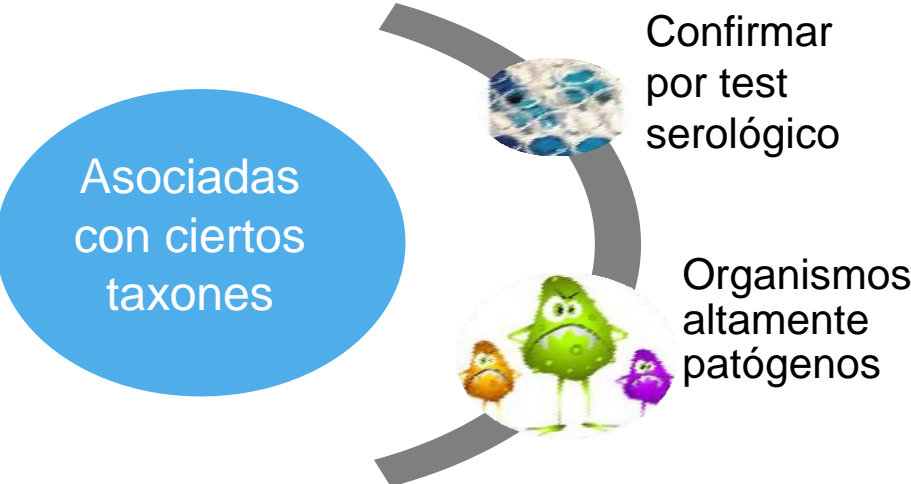 Asociadas
con ciertos
taxones
Confirmar
por test
serológico
Organismos
altamente
patógenos